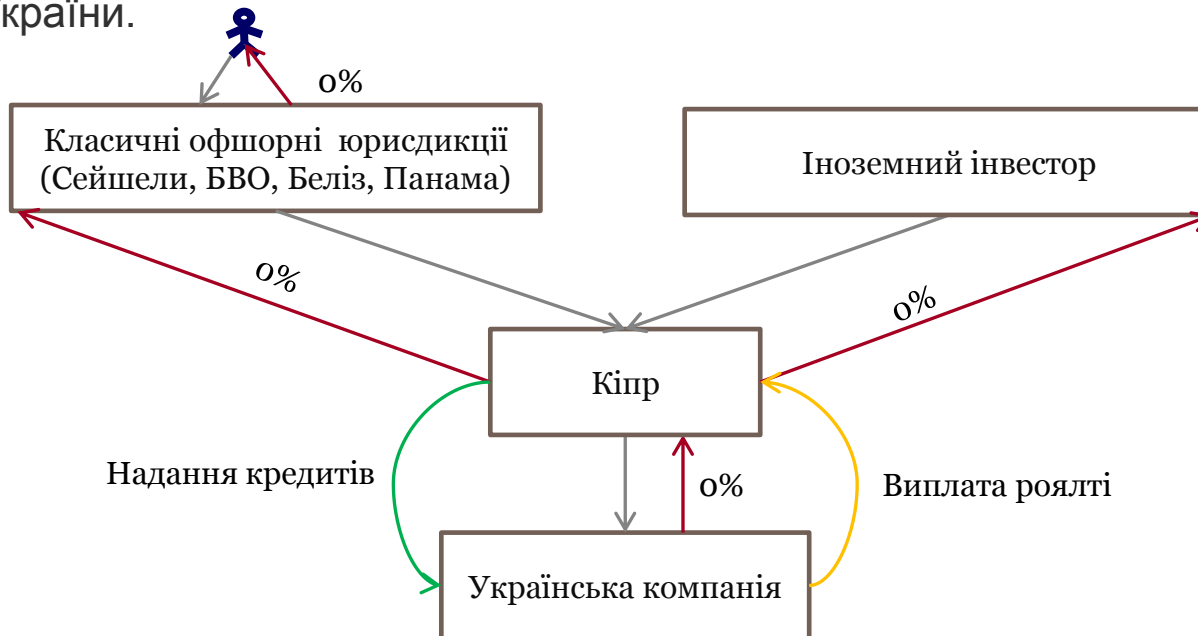 країни.
0%
Класичні офшорні юрисдикції
(Сейшели, БВО, Беліз, Панама)
Іноземний інвестор
0%
0%
Кіпр
Надання кредитів
0%
Виплата роялті
Українська компанія